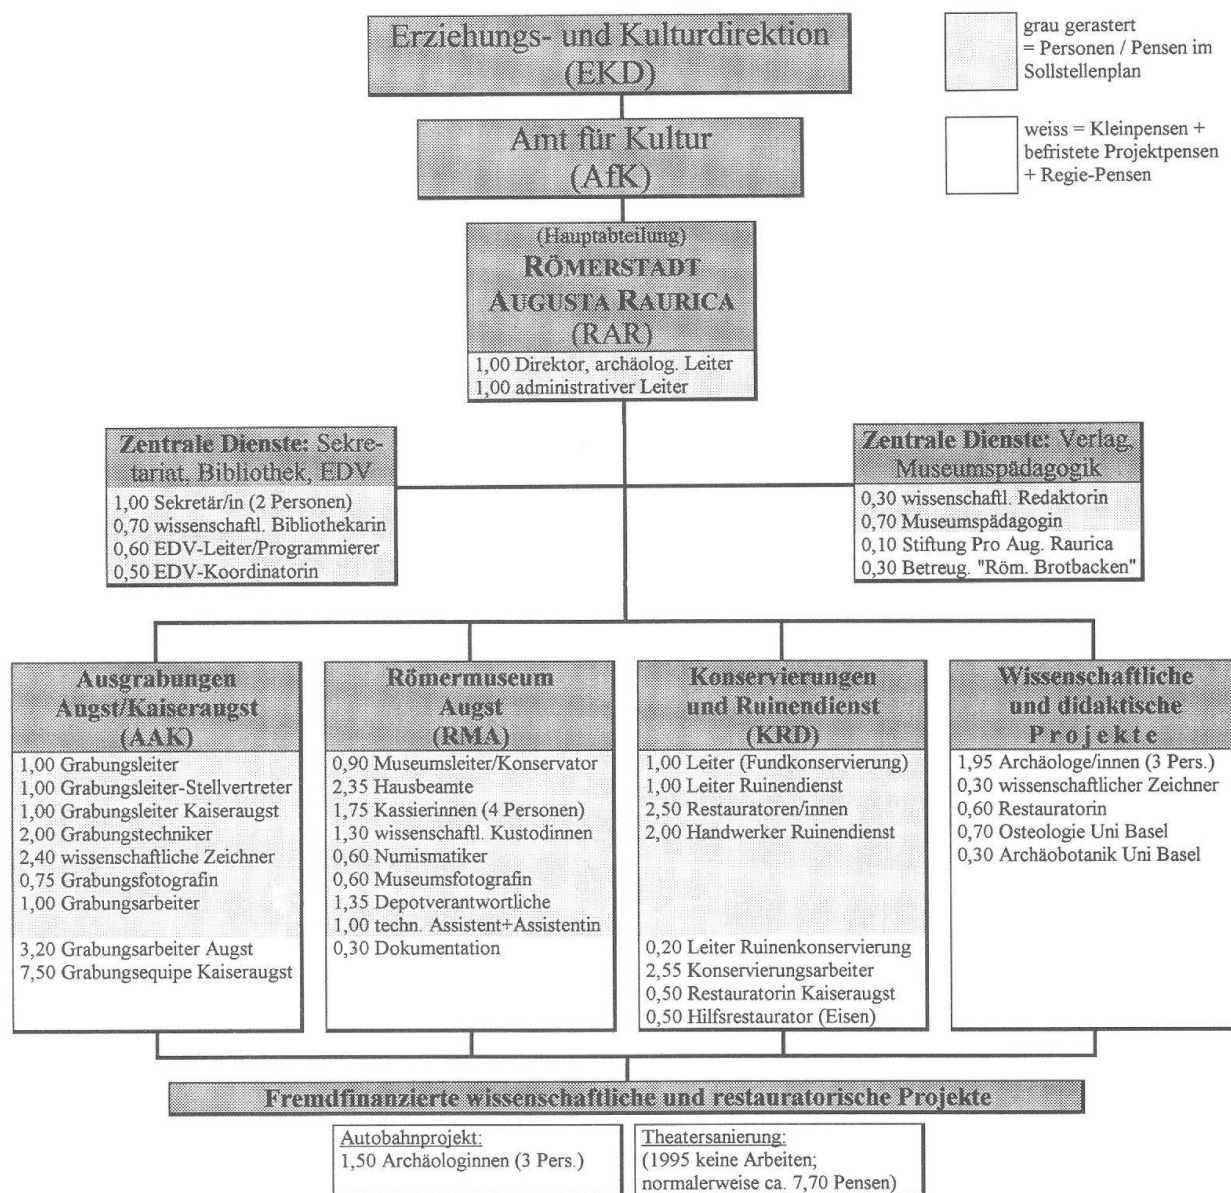 Erziehungs- und Kulturdirektion
(EKD)
grau gerastert
= Personen / Pensen im
Sollstellenplan
Amt für Kultur
(AfK)
weiss = Kleinpensen +
befristete Projektpensen
+ Regie-Pensen
(Hauptabteilung)
RÖMERSTADT
AUGUSTA RAURICA
(RAR)
1,00 Direktor, archäolog. Leiter
1,00 administrativer Leiter
Zentrale Dienste: Sekre-
tariat, Bibliothek, EDV
1,00 Sekretär/in (2 Personen)
0,70 wissenschaftl. Bibliothekarin
0,60 EDV-Leiter/Programmierer
0,50 EDV-Koordinatorin
Zentrale Dienste: Verlag,
Museumspädagogik
0,30 wissenschaftl. Redaktorin
0,70 Museumspädagogin
0,10 Stiftung Pro Aug. Raurica
0,30 Betreug. "Röm. Brotbacken"
Ausgrabungen
Augst/Kaiseraugst
(AAK)
1,00 Grabungsleiter
1,00 Grabungsleiter-Stellvertreter
1,00 Grabungsleiter Kaiseraugst
2,00 Grabungstechniker
2,40 wissenschaftliche Zeichner
0,75 Grabungsfotografin
1,00 Grabungsarbeiter
3,20 Grabungsarbeiter Augst
7,50 Grabungsequipe Kaiseraugst
Römermuseum
Augst
(RMA)
0,90 Museumsleiter/Konservator
2,35 Hausbeamte
1,75 Kassierinnen (4 Personen)
1,30 wissenschaftl. Kustodinnen
0,60 Numismatiker
0,60 Museumsfotografin
1,35 Depotverantwortliche
1,00 techn. Assistent+Assistentin
0,30 Dokumentation
Konservierungen
und Ruinendienst
(KRD)
1,00 Leiter (Fundkonservierung)
1,00 Leiter Ruinendienst
2,50 Restauratoren/innen
2,00 Handwerker Ruinendienst
0,20 Leiter Ruinenkonservierung
2,55 Konservierungsarbeiter
0,50 Restauratorin Kaiseraugst
0,50 Hilfsrestaurator (Eisen)
Wissenschaftliche
und didaktische
Projekte
1,95 Archäologe/innen (3 Pers.)
0,30 wissenschaftlicher Zeichner
0,60 Restauratorin
0,70 Osteologie Uni Basel
0,30 Archäobotanik Uni Basel
Fremdfinanzierte wissenschaftliche und restauratorische Projekte
Autobahnprojekt:
1,50 Archäologinnen (3 Pers.)
Theatersanierung:
(1995 keine Arbeiten;
normalerweise ca. 7,70 Pensen)